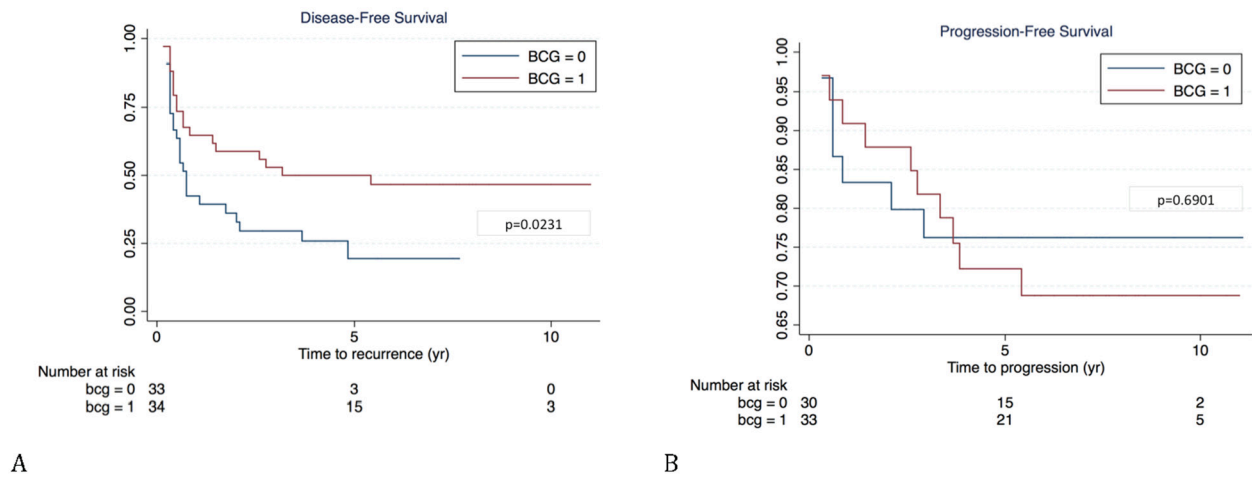 Disease-Free Survival
BCG = 0
BCG = 1
1.00
0.75
0.50
0.25
0.00
p=0.0231
0 5 10
Time to recurrence (yr)
Number at risk
bcg = 0 33 3 0
bcg = 1 34 15 3
A
Progression-Free Survival
BCG = 0
BCG = 1
1.00
0.95
0.90
0.85
0.80
0.75
0.70
0.65
p=0.6901
0 5 10
Time to progression (yr)
Number at risk
bcg = 0 30 15 2
bcg = 1 33 21 5
B